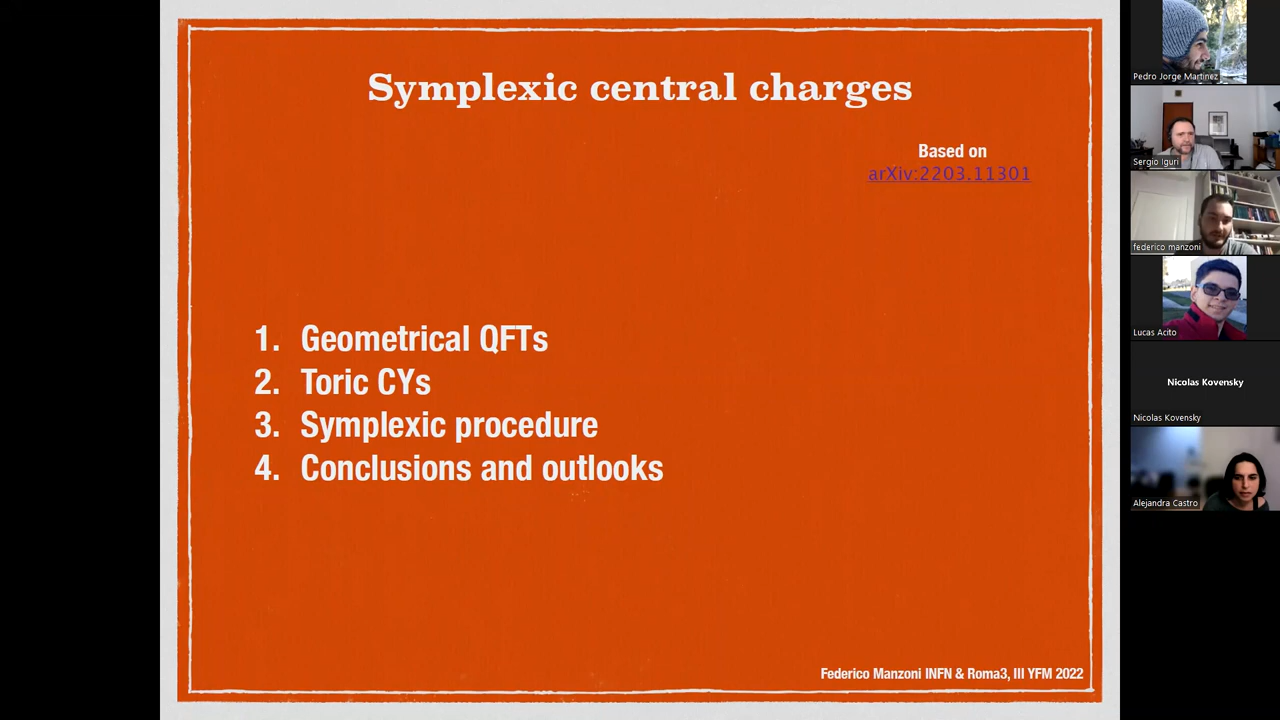 Symplexic central charges
Based on
arXiv:2203.11301
1. Geometrical QFTs
2. Toric CYs
3. Symplexic procedure
4. Conclusions and outlooks
Federico Manzoni INFN & Roma3, III YFM 2022
Pedro Jorge Martinez
Sergio Iguri
federico manzoni
Lucas Acito
Nicolas Kovensky
Nicolas Kovensky
Alejandra Castro